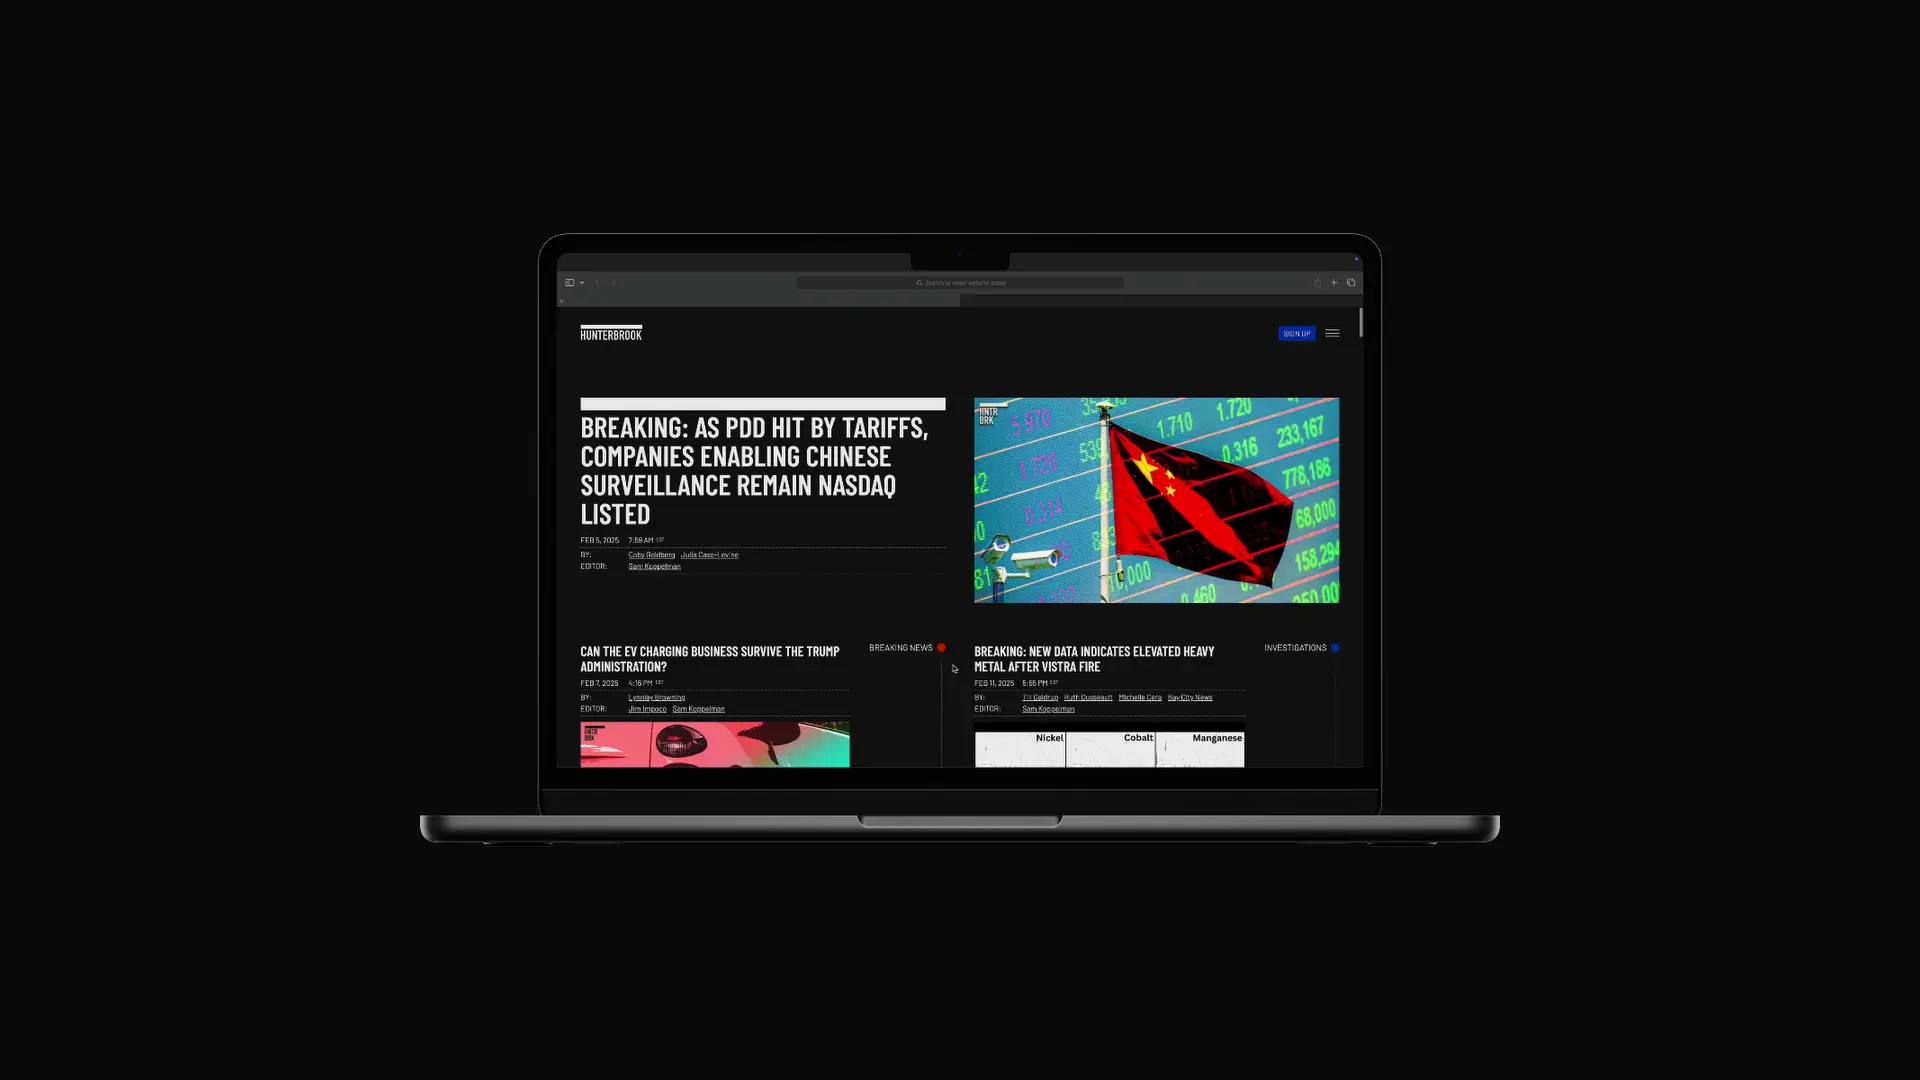 Search or enter website name
HUNTERBROOK
SIGN UP
BREAKING: AS PDD HIT BY TARIFFS,
COMPANIES ENABLING CHINESE
SURVEILLANCE REMAIN NASDAQ
LISTED
FEB 5, 2025 7:59 AM EST
BY: Coby Goldberg Julia Case-Levine
EDITOR: Sam Koppelman
HNTR
BRK
5.970
1.720
1.710
0.316
233,167
1.720
778,186
0.314
68,000
158,294
10,000
0.460
CAN THE EV CHARGING BUSINESS SURVIVE THE TRUMP
ADMINISTRATION?
BREAKING NEWS
FEB 7, 2025 4:16 PM EST
BY: Lynnley Browning
EDITOR: Jim Impoco Sam Koppelman
HNTR
BRK
BREAKING: NEW DATA INDICATES ELEVATED HEAVY
METAL AFTER VISTRA FIRE
INVESTIGATIONS
FEB 11, 2025 5:55 PM EST
BY: Till Daldrup Ruth Dusseault Michelle Cera Bay City News
EDITOR: Sam Koppelman
Nickel Cobalt Manganese